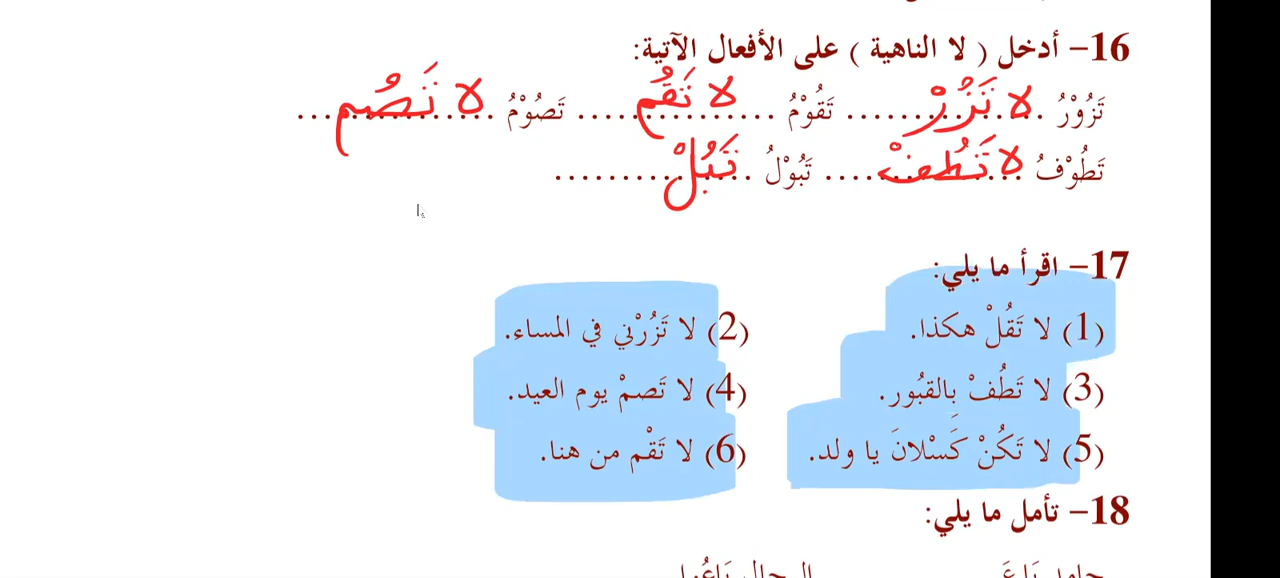 16– أدخل ( لا الناهية ) على الأفعال الآتية:
تَزُوْرُ لا تَزُرْ تَقُوْمُ لا تَقُم تَصُوْمُ لا تَصُم
تَطُوْفُ لا تَطُفْ تَبُوْلُ تَبُلْ
17– اقرأ ما يلي:
(1) لا تَقُلْ هكذا. (2) لا تَزُرْني في المساء.
(3) لا تَطُفْ بالقبُور. (4) لا تَصمْ يوم العيد.
(5) لا تَكُنْ كَسْلانَ يا ولد. (6) لا تَقْم من هنا.
18– تأمل ما يلي: